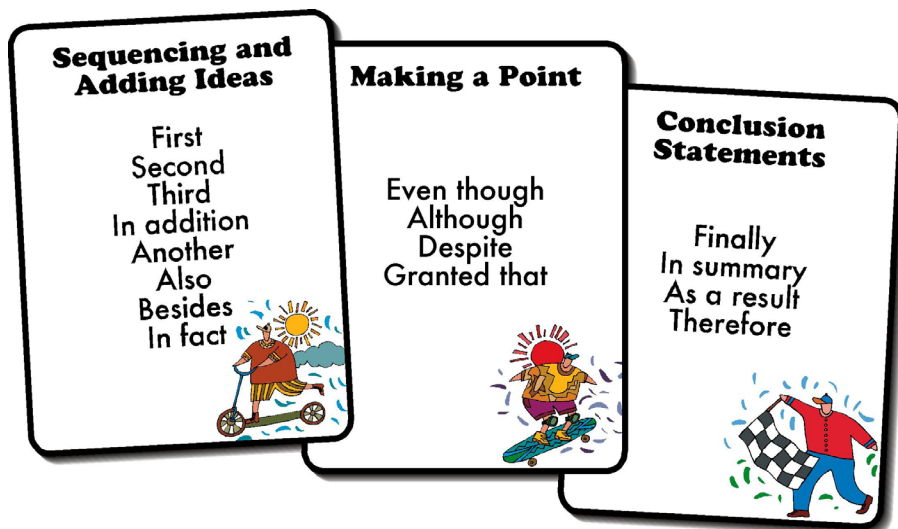 Sequencing and
Adding Ideas
First
Second
Third
In addition
Another
Also
Besides
In fact
Making a Point
Even though
Although
Despite
Granted that
Conclusion
Statements
Finally
In summary
As a result
Therefore